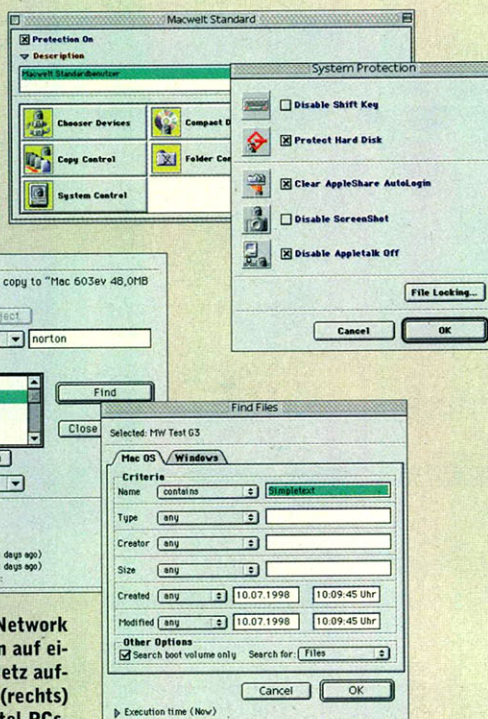 Macwelt Standard
Protection On
Description
Macwelt Standardbenutzer
Chooser Devices
Compact D
Copy Control
Folder Con
System Control
System Protection
Disable Shift Key
Protect Hard Disk
Clear AppleShare AutoLogin
Disable ScreenShot
Disable Appletalk Off
File Locking...
Cancel
OK
copy to "Mac 603ev 48,0MB
ject
norton
Find
Close
days ago)
days ago)
Find Files
Selected: MW Test G3
Mac OS
Windows
Criteria
Name contains Simpletext
Type any
Creator any
Size any
Created any 10.07.1998 10:09:45 Uhr
Modified any 10.07.1998 10:09:45 Uhr
Other Options
Search boot volume only Search for: Files
Cancel
OK
Execution time (Now)
Network
n auf ei-
etz auf-
(rechts)
tel-PCs